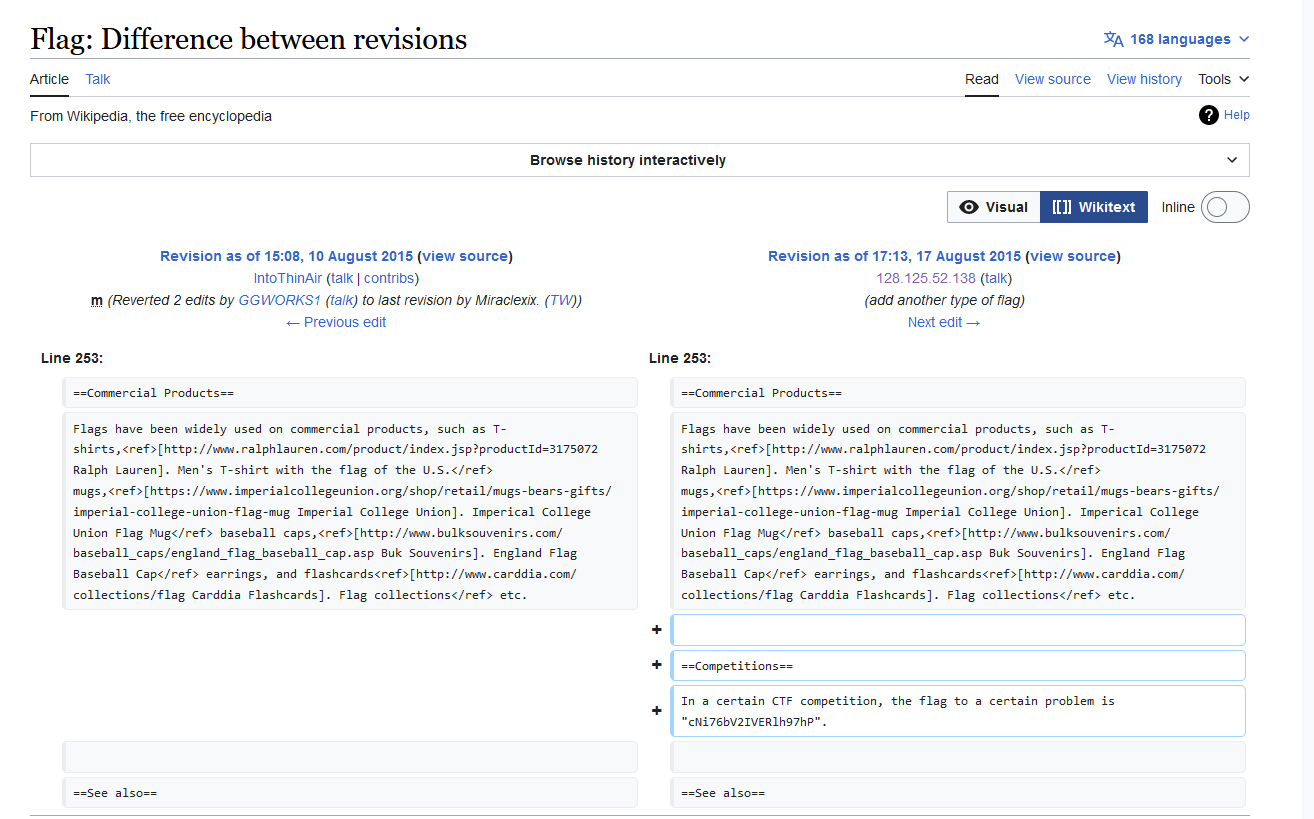 Flag: Difference between revisions
168 languages
Article Talk
Read View source View history Tools
From Wikipedia, the free encyclopedia
Help
Browse history interactively
Visual [[]] Wikitext Inline
Revision as of 15:08, 10 August 2015 (view source)
IntoThinAir (talk | contribs)
m (Reverted 2 edits by GGWORKS1 (talk) to last revision by Miraclexix. (TW))
← Previous edit
Revision as of 17:13, 17 August 2015 (view source)
128.125.52.138 (talk)
(add another type of flag)
Next edit →
Line 253:
==Commercial Products==
Flags have been widely used on commercial products, such as T-
shirts,<ref>[http://www.ralphlauren.com/product/index.jsp?productId=3175072
Ralph Lauren]. Men's T-shirt with the flag of the U.S.</ref>
mugs,<ref>[https://www.imperialcollegeunion.org/shop/retail/mugs-bears-gifts/
imperial-college-union-flag-mug Imperial College Union]. Imperical College
Union Flag Mug</ref> baseball caps,<ref>[http://www.bulksouvenirs.com/
baseball_caps/england_flag_baseball_cap.asp Buk Souvenirs]. England Flag
Baseball Cap</ref> earrings, and flashcards<ref>[http://www.carddia.com/
collections/flag Carddia Flashcards]. Flag collections</ref> etc.
==See also==
Line 253:
==Commercial Products==
Flags have been widely used on commercial products, such as T-
shirts,<ref>[http://www.ralphlauren.com/product/index.jsp?productId=3175072
Ralph Lauren]. Men's T-shirt with the flag of the U.S.</ref>
mugs,<ref>[https://www.imperialcollegeunion.org/shop/retail/mugs-bears-gifts/
imperial-college-union-flag-mug Imperial College Union]. Imperical College
Union Flag Mug</ref> baseball caps,<ref>[http://www.bulksouvenirs.com/
baseball_caps/england_flag_baseball_cap.asp Buk Souvenirs]. England Flag
Baseball Cap</ref> earrings, and flashcards<ref>[http://www.carddia.com/
collections/flag Carddia Flashcards]. Flag collections</ref> etc.
+
+ ==Competitions==
+ In a certain CTF competition, the flag to a certain problem is
"cNi76bV2IVERlh97hP".
==See also==